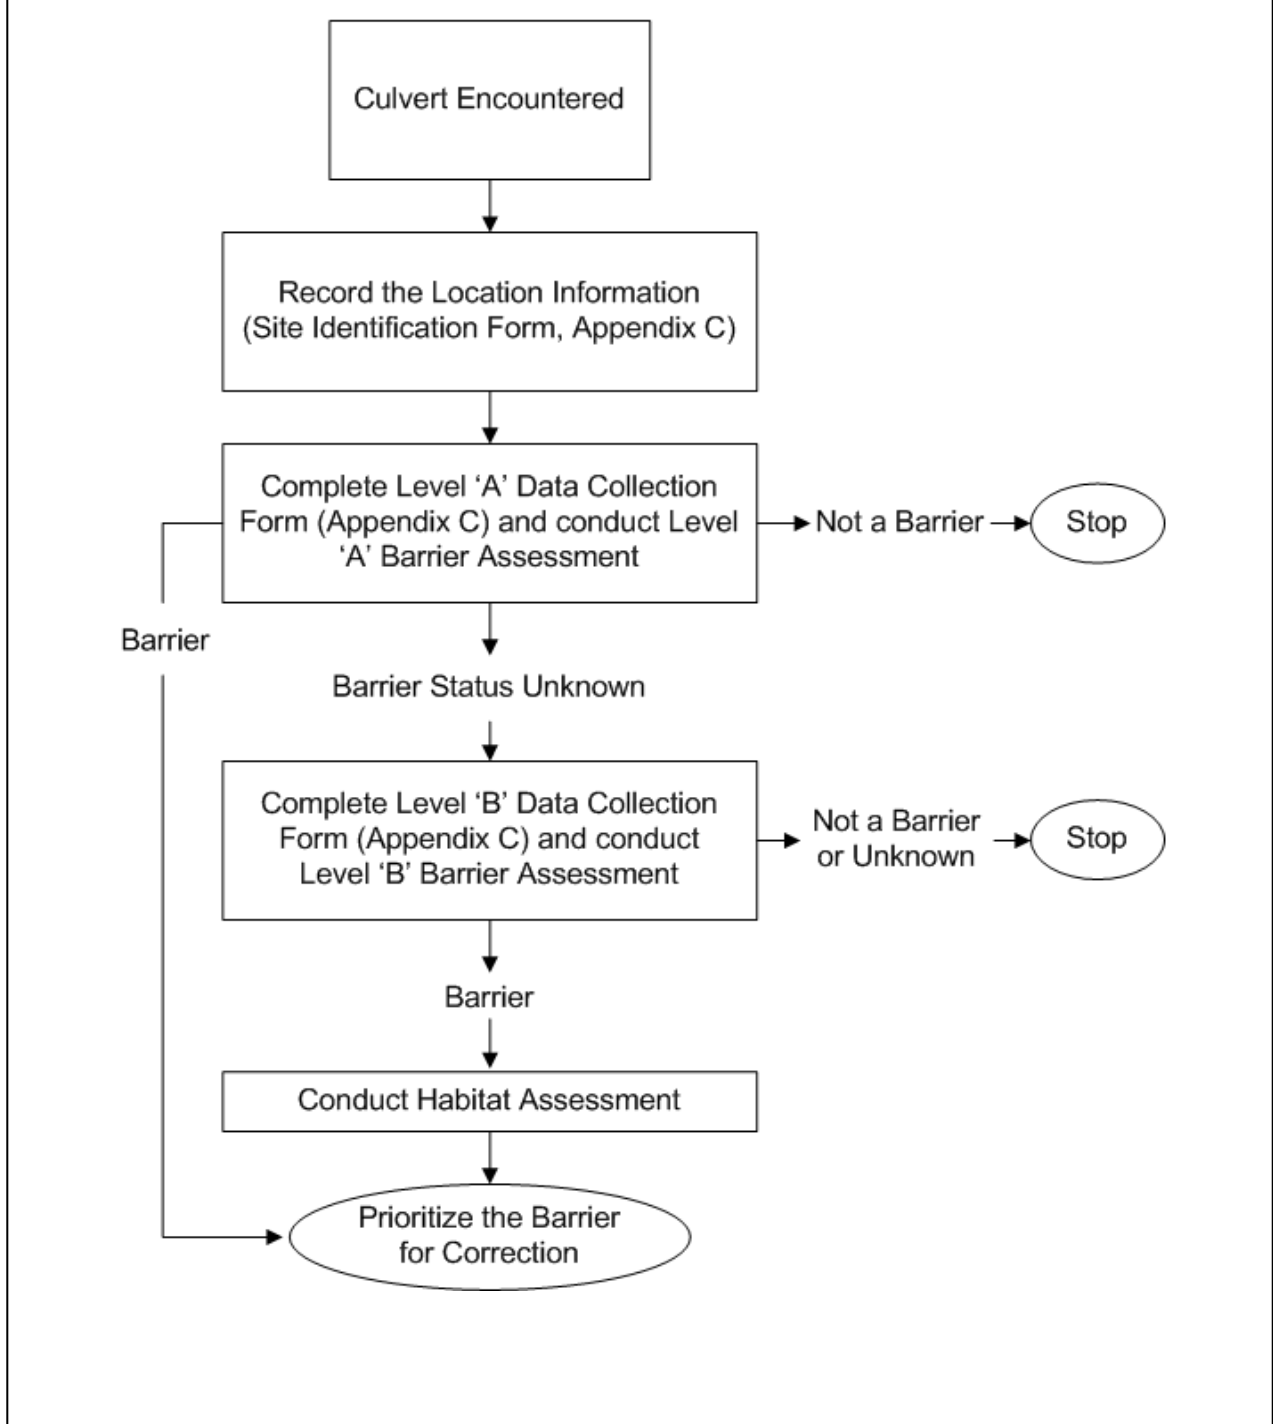 Culvert Encountered
Record the Location Information
(Site Identification Form, Appendix C)
Complete Level ‘A’ Data Collection
Form (Appendix C) and conduct Level
‘A’ Barrier Assessment
Not a Barrier
Stop
Barrier
Barrier Status Unknown
Complete Level ‘B’ Data Collection
Form (Appendix C) and conduct
Level ‘B’ Barrier Assessment
Not a Barrier
or Unknown
Stop
Barrier
Conduct Habitat Assessment
Prioritize the Barrier
for Correction